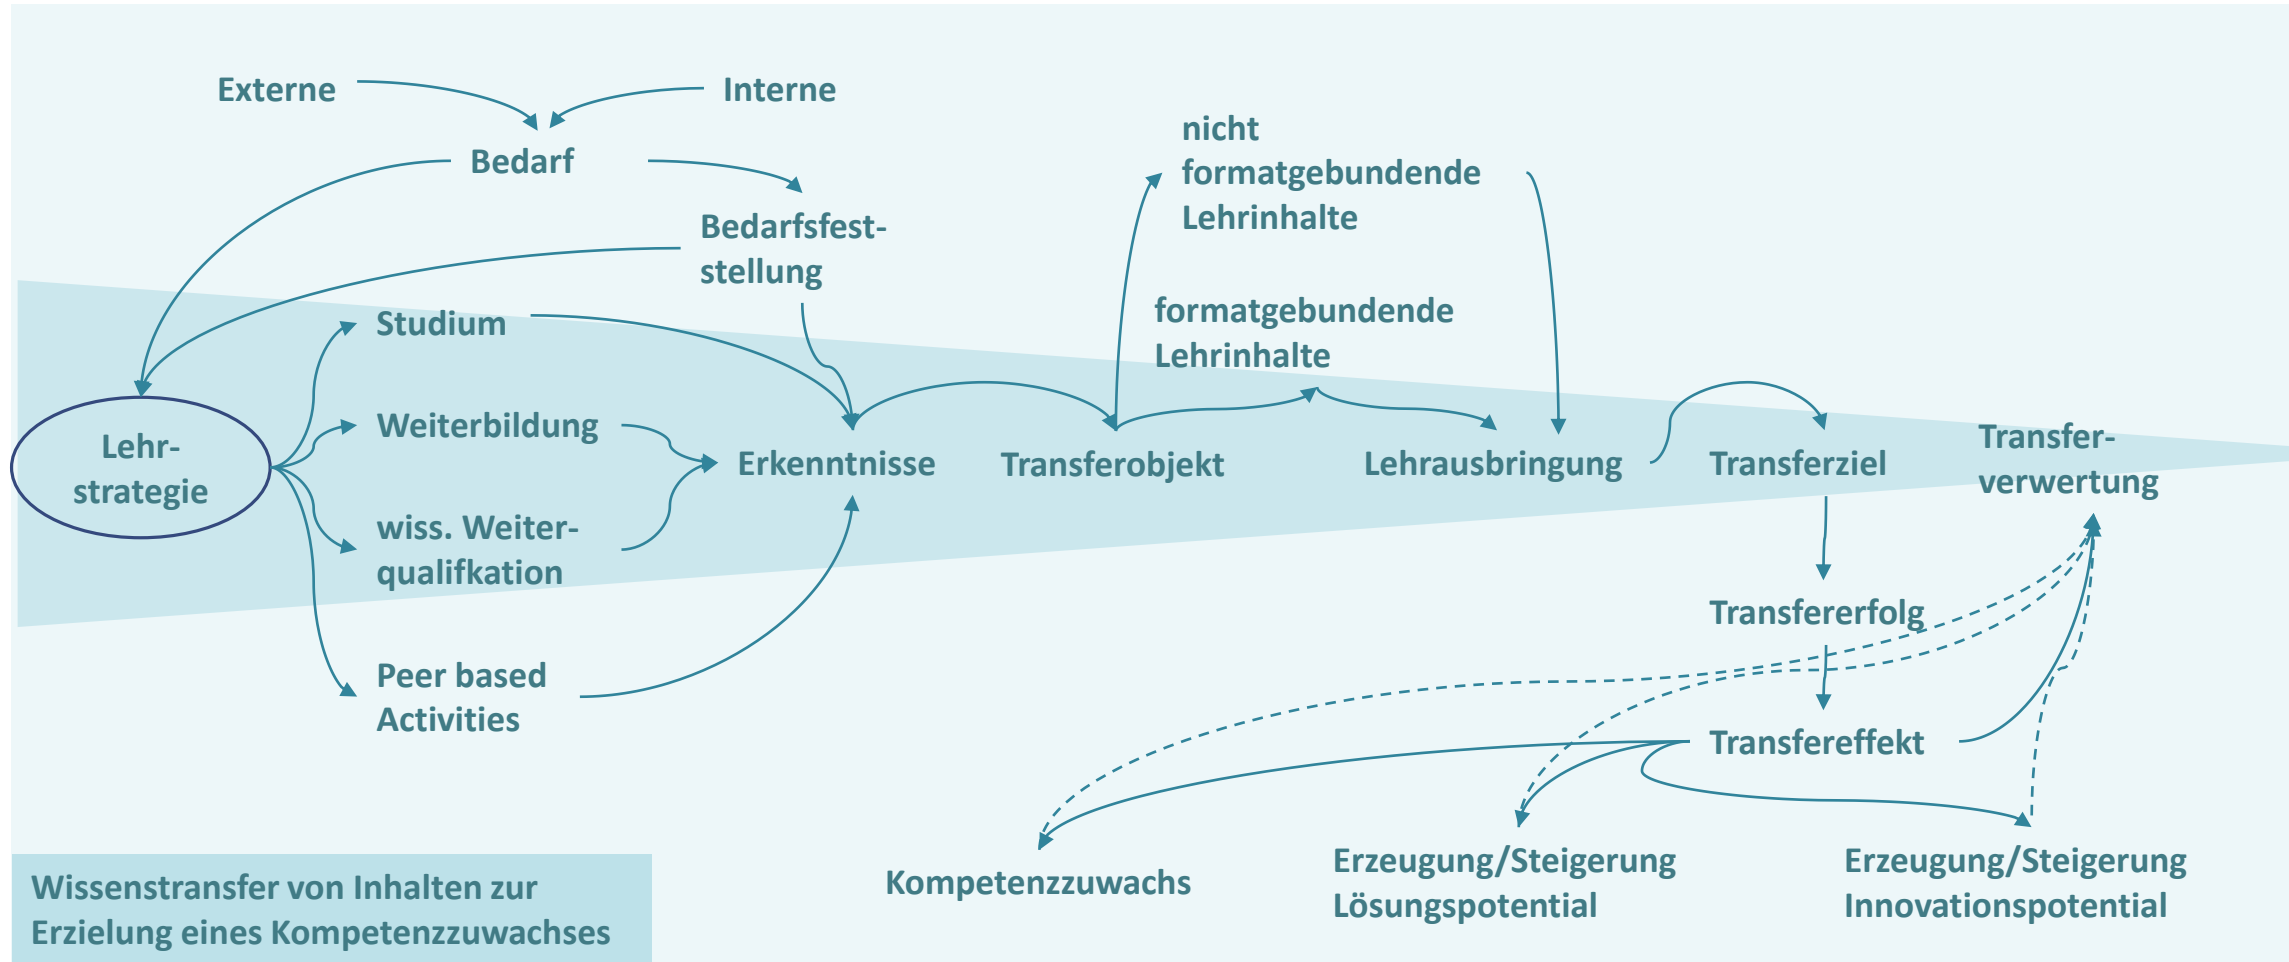 Externe
Interne
Bedarf
Bedarfsfest-
stellung
nicht
formatgebundende
Lehrinhalte
formatgebundende
Lehrinhalte
Studium
Weiterbildung
wiss. Weiter-
qualifkation
Peer based
Activities
Lehr-
strategie
Erkenntnisse
Transferobjekt
Lehrausbringung
Transferziel
Transfer-
verwertung
Transfererfolg
Transfereffekt
Kompetenzzuwachs
Erzeugung/Steigerung
Lösungspotential
Erzeugung/Steigerung
Innovationspotential
Wissenstransfer von Inhalten zur
Erzielung eines Kompetenzzuwachses